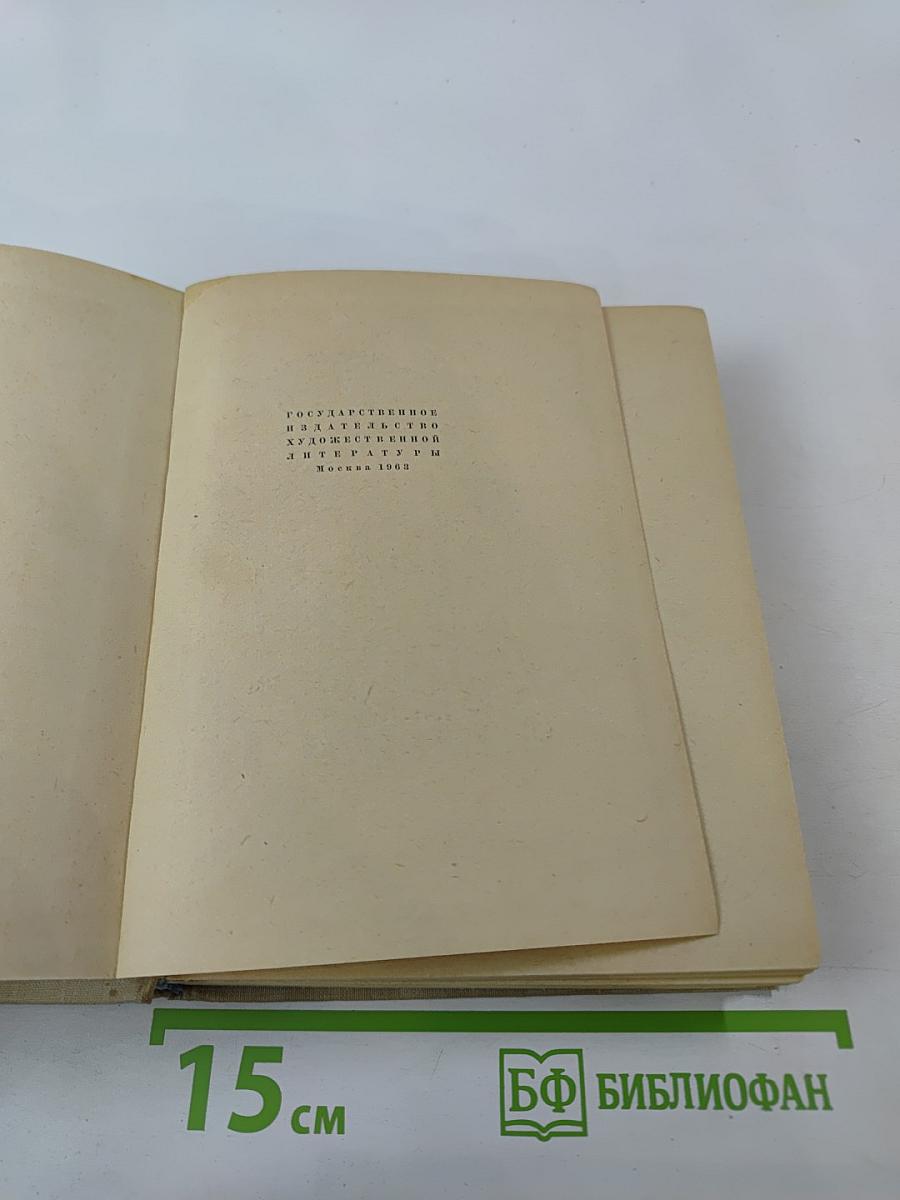 ГОСУДАРСТВЕННОЕ
ИЗДАТЕЛЬСТВО
ХУДОЖЕСТВЕННОЙ
ЛИТЕРАТУРЫ
Москва 1963
15 СМ
БФ БИБЛИОФАН